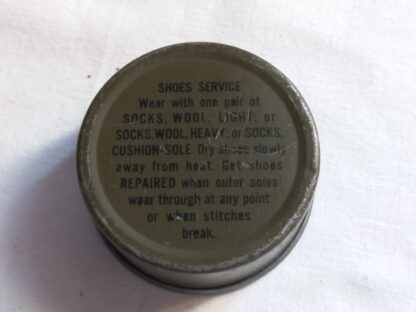 SHOES SERVICE
Wear with one pair of
SOCKS, WOOL, LIGHT; or
SOCKS, WOOL, HEAVY; or SOCKS,
CUSHION-SOLE. Dry shoes slowly
away from heat. Get shoes
REPAIRED when outer soles
wear through at any point
or when stitches
break.